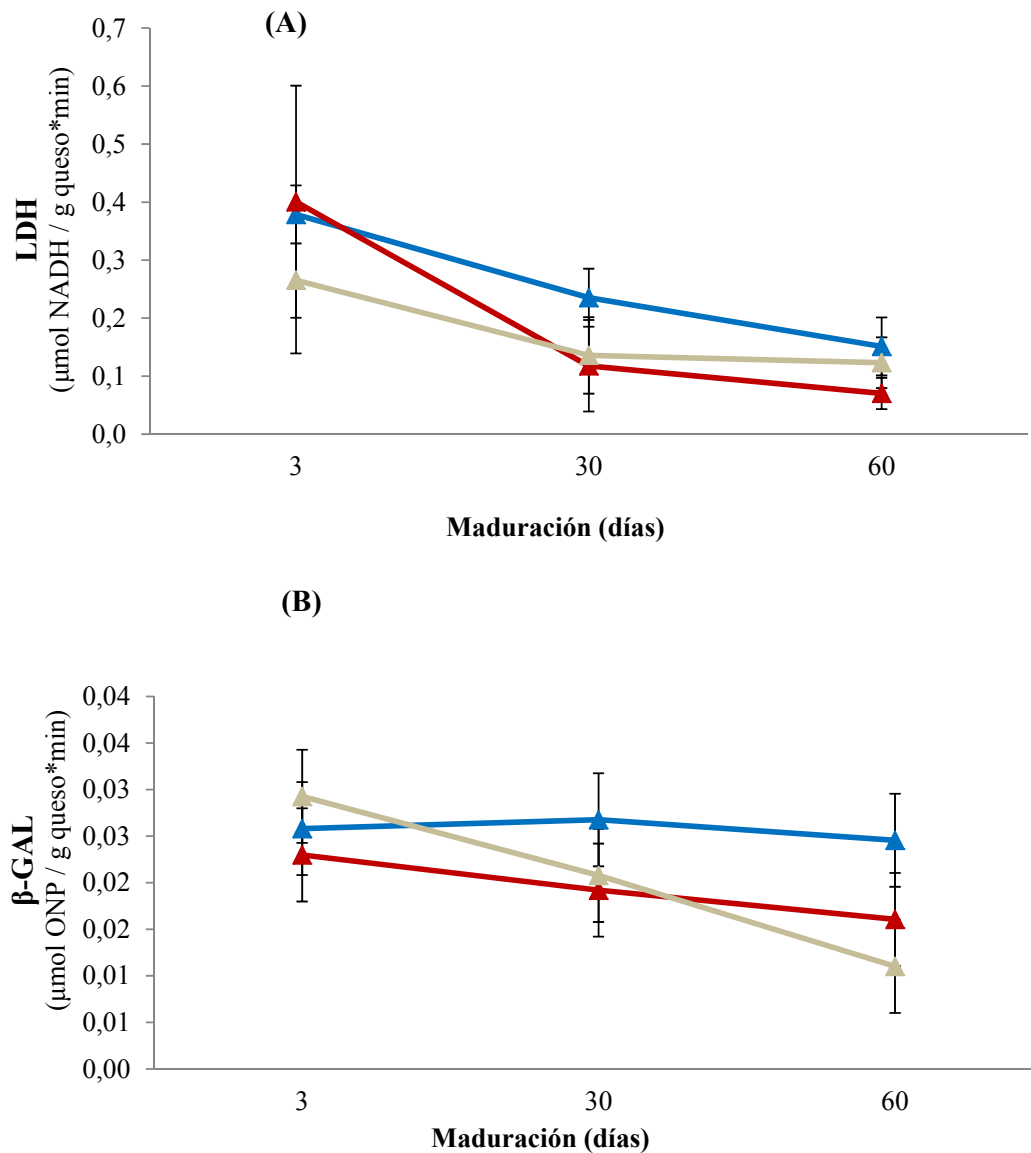 (A)
0,7
0,6
0,5
0,4
0,3
0,2
0,1
0,0
LDH
(μmol NADH / g queso*min)
3 30 60
Maduración (días)
(B)
0,04
0,04
0,03
0,03
0,02
0,02
0,01
0,01
0,00
β-GAL
(μmol ONP / g queso*min)
3 30 60
Maduración (días)